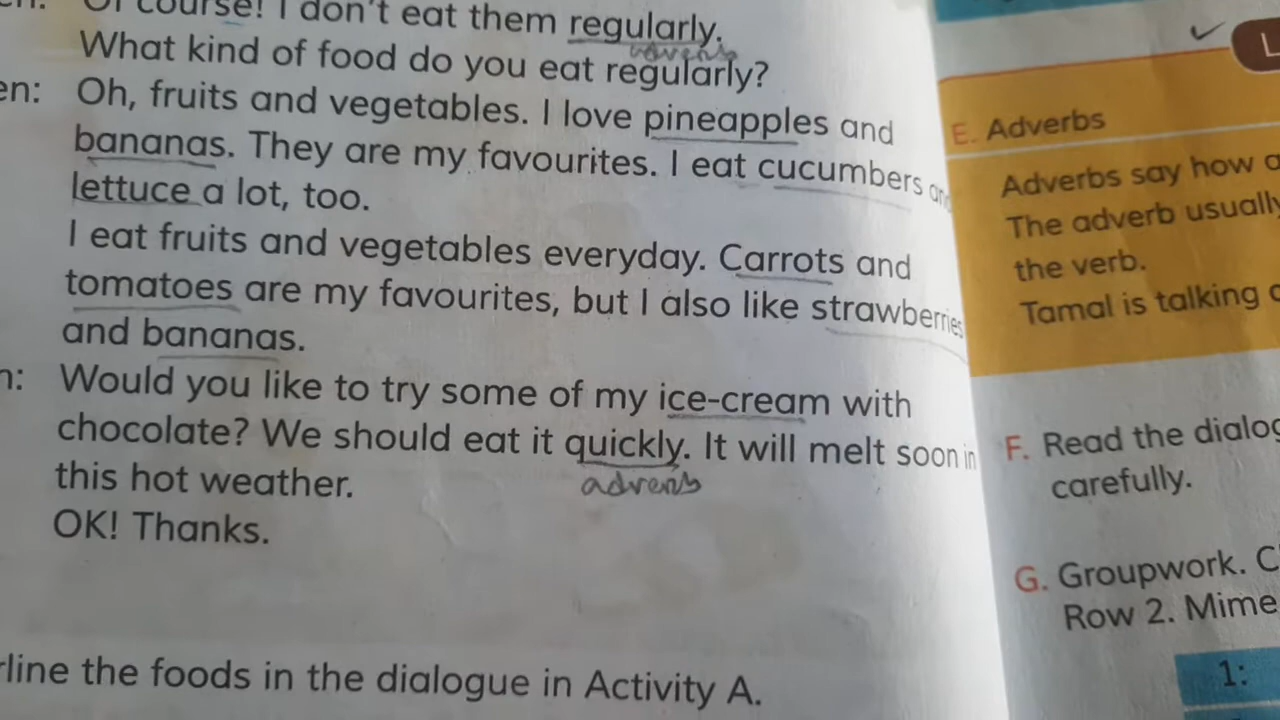 Of course! I don't eat them regularly.
What kind of food do you eat regularly?
en: Oh, fruits and vegetables. I love pineapples and
bananas. They are my favourites. I eat cucumbers an
lettuce a lot, too.
I eat fruits and vegetables everyday. Carrots and
tomatoes are my favourites, but I also like strawberries
and bananas.
n: Would you like to try some of my ice-cream with
chocolate? We should eat it quickly. It will melt soon in
advenb
this hot weather.
OK! Thanks.
rline the foods in the dialogue in Activity A.
L
E. Adverbs
Adverbs say how a
The adverb usually
the verb.
Tamal is talking
F. Read the dialog
carefully.
G. Groupwork. C
Row 2. Mime
1: